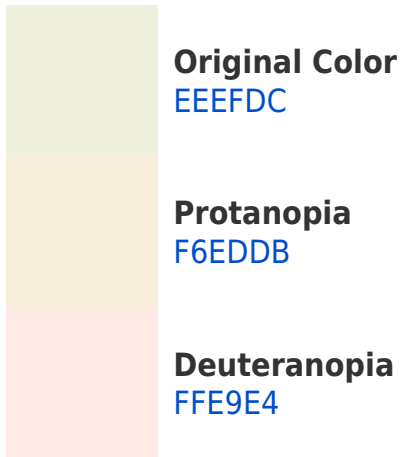 Original Color
EEEFDC
Protanopia
F6EDDB
Deuteranopia
FFE9E4